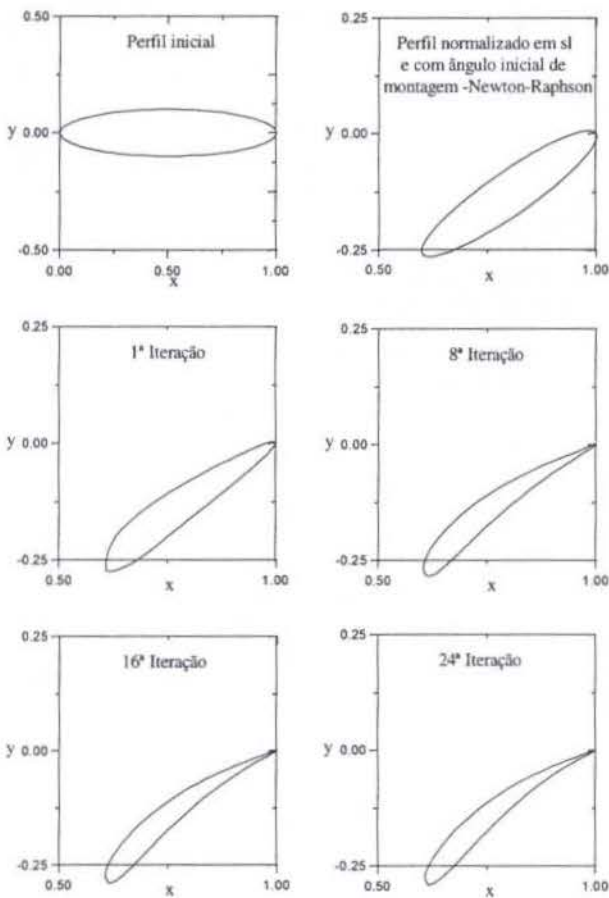 0.50
Perfil inicial
y 0.00
-0.50
0.00
0.50
1.00
x
0.25
Perfil normalizado em sl
e com ângulo inicial de
montagem -Newton-Raphson
y 0.00
-0.25
0.50
1.00
x
0.25
1ª Iteração
y 0.00
-0.25
0.50
1.00
x
0.25
8ª Iteração
y 0.00
-0.25
0.50
1.00
x
0.25
16ª Iteração
y 0.00
-0.25
0.50
1.00
x
0.25
24ª Iteração
y 0.00
-0.25
0.50
1.00
x